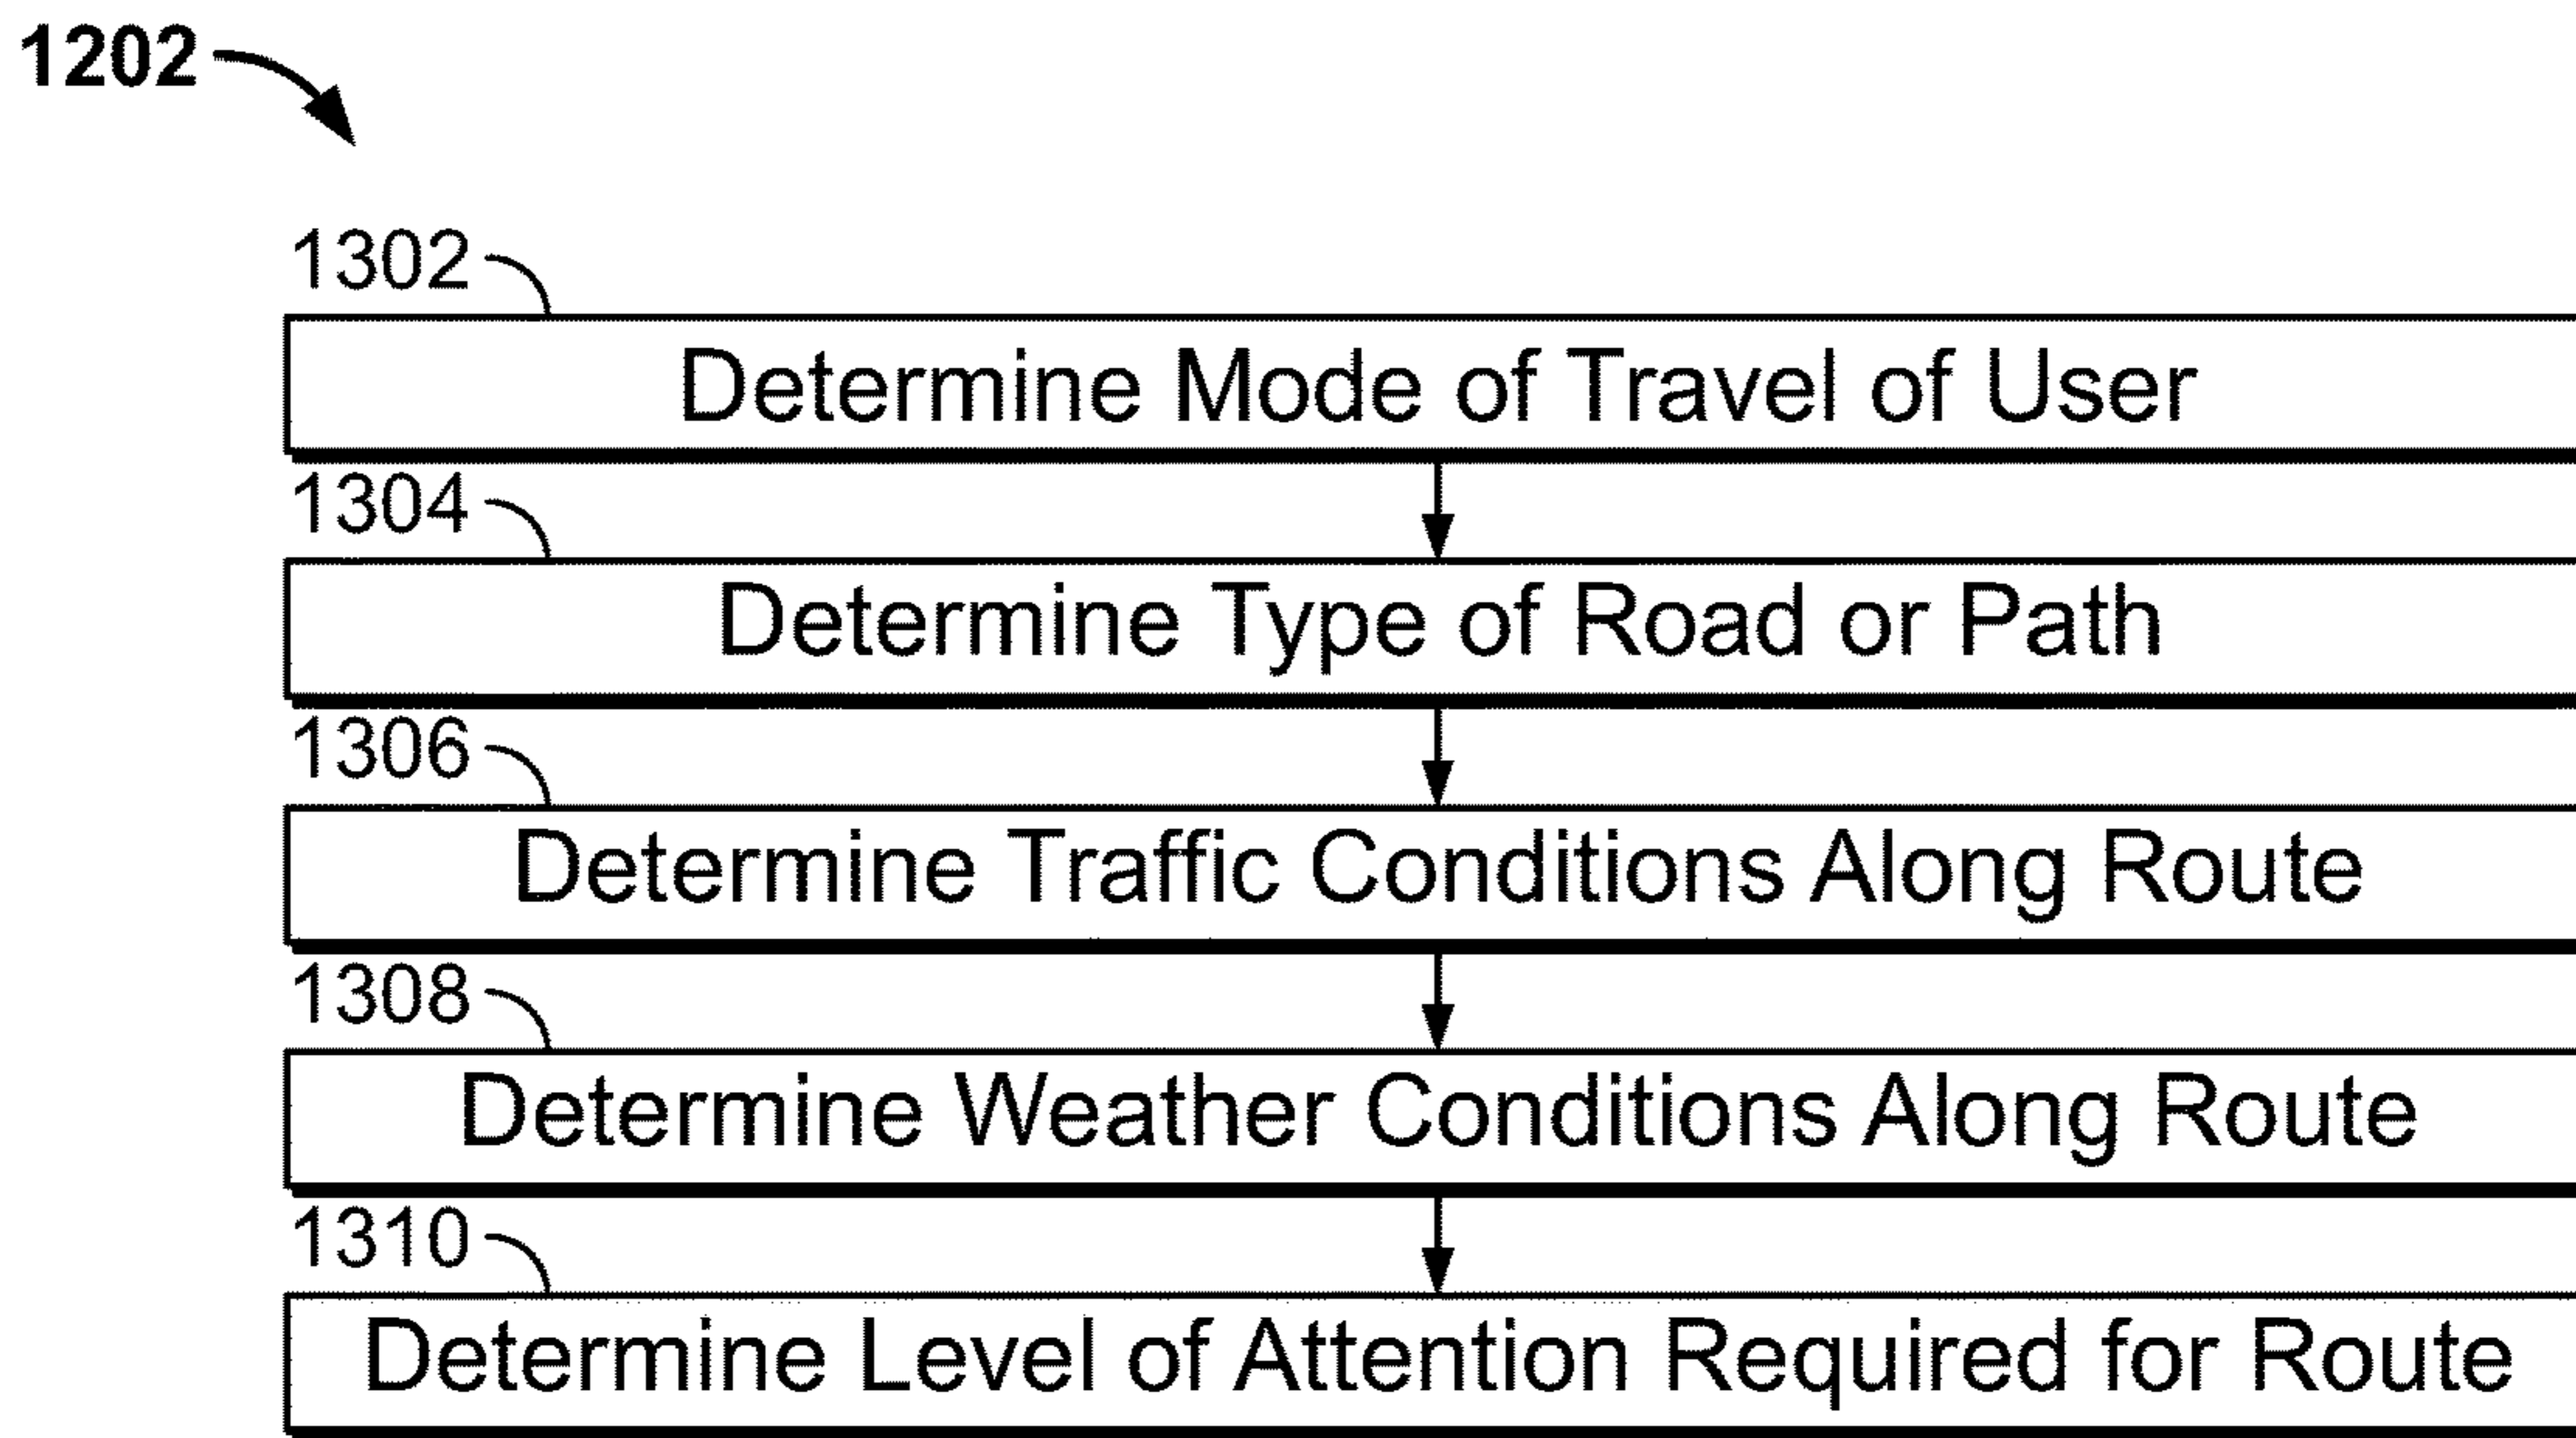 1202
1302
Determine Mode of Travel of User
1304
Determine Type of Road or Path
1306
Determine Traffic Conditions Along Route
1308
Determine Weather Conditions Along Route
1310
Determine Level of Attention Required for Route